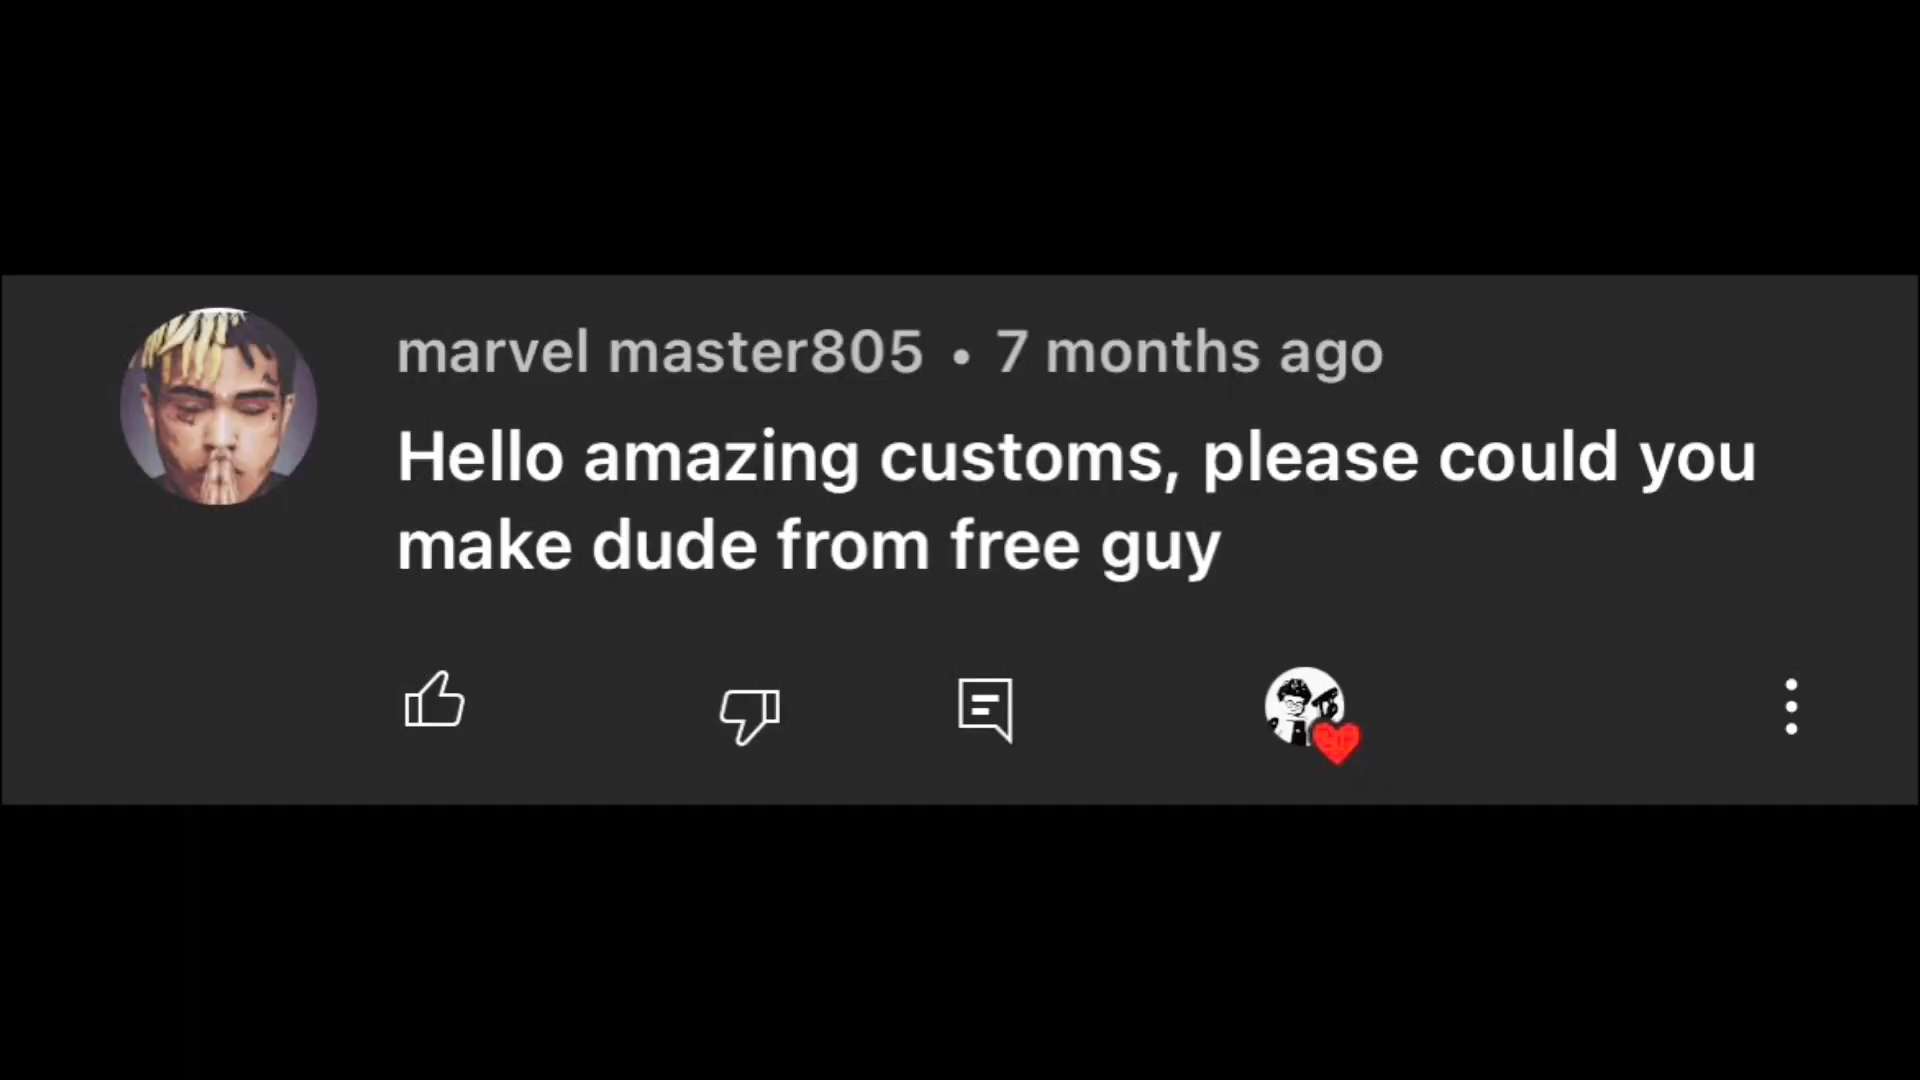 marvel master805 • 7 months ago
Hello amazing customs, please could you
make dude from free guy